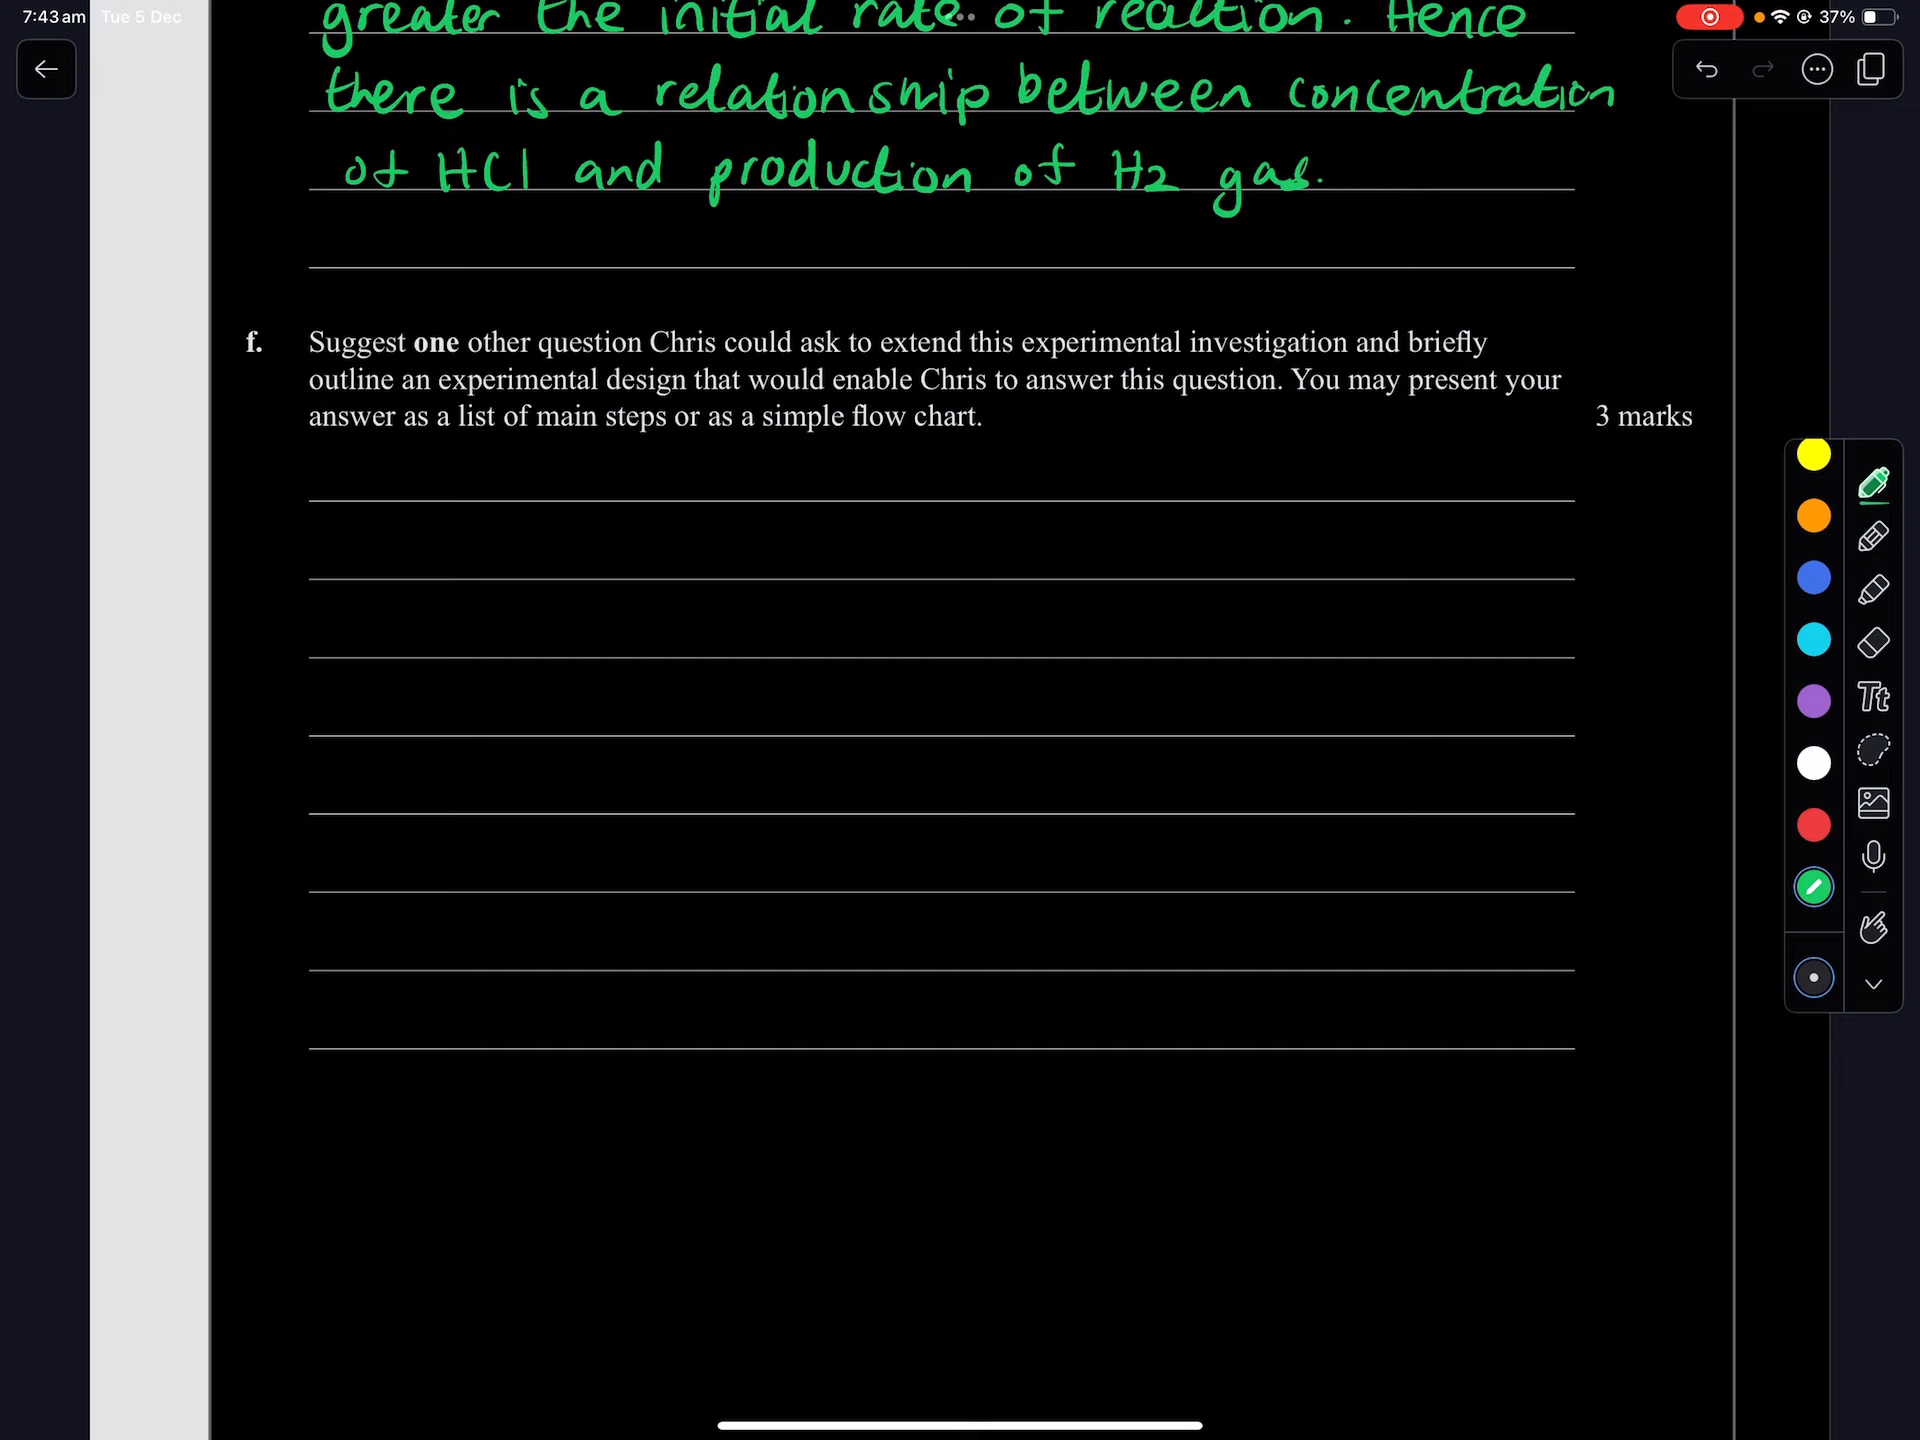 7:43 am Tue 5 Dec
37%
greater the initial rate of reaction. Hence
there is a relationship between concentration
of HCl and production of H2 gas.
f. Suggest one other question Chris could ask to extend this experimental investigation and briefly
outline an experimental design that would enable Chris to answer this question. You may present your
answer as a list of main steps or as a simple flow chart. 3 marks
Tt